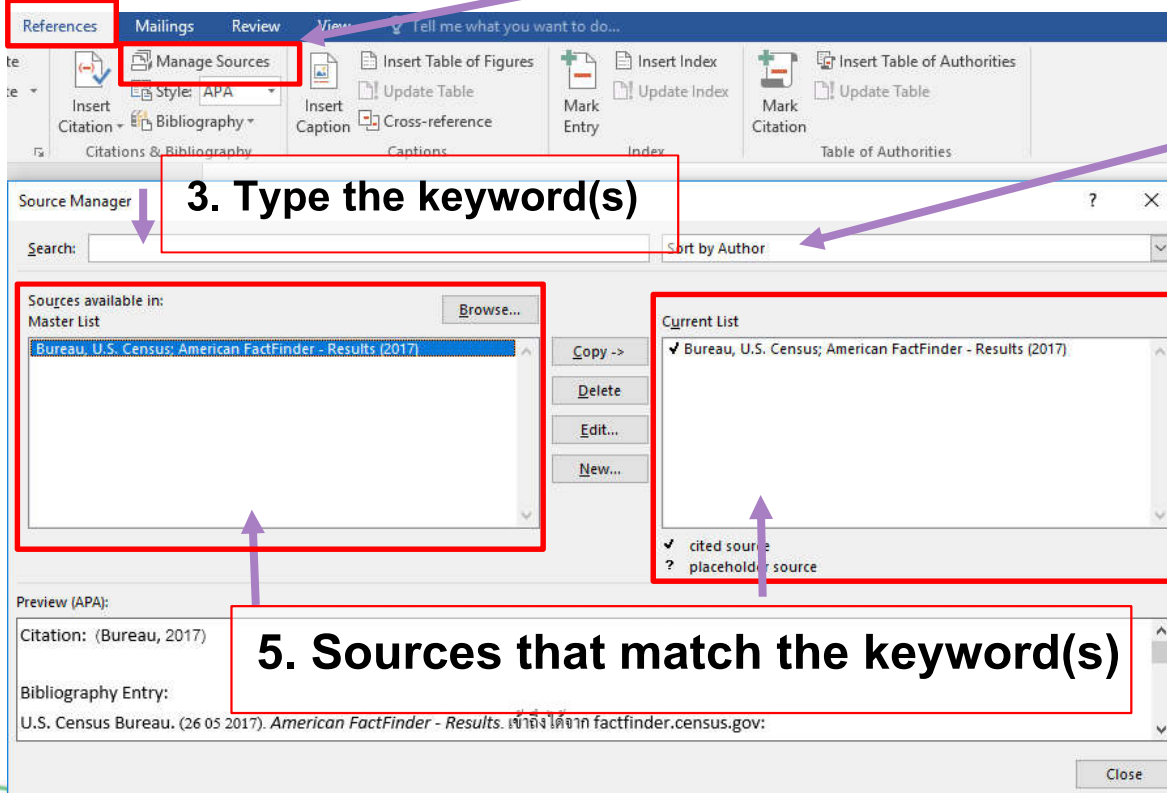 References Mailings Review View Tell me what you want to do...
te Manage Sources Insert Table of Figures Insert Index Insert Table of Authorities
te Style: APA Update Table Update Index Update Table
Insert Citation Bibliography Insert Caption Cross-reference Mark Entry Mark Citation
Citations & Bibliography Captions Index Table of Authorities
3. Type the keyword(s)
Source Manager ?
Search: Sort by Author
Sources available in:
Master List Browse... Current List
Bureau, U.S. Census; American FactFinder - Results (2017) Copy -> ✔ Bureau, U.S. Census; American FactFinder - Results (2017)
Delete
Edit...
New...
✔ cited source
? placeholder source
Preview (APA):
Citation: (Bureau, 2017)
5. Sources that match the keyword(s)
Bibliography Entry:
U.S. Census Bureau. (26 05 2017). American FactFinder - Results. เข้าถึงได้จาก factfinder.census.gov:
Close